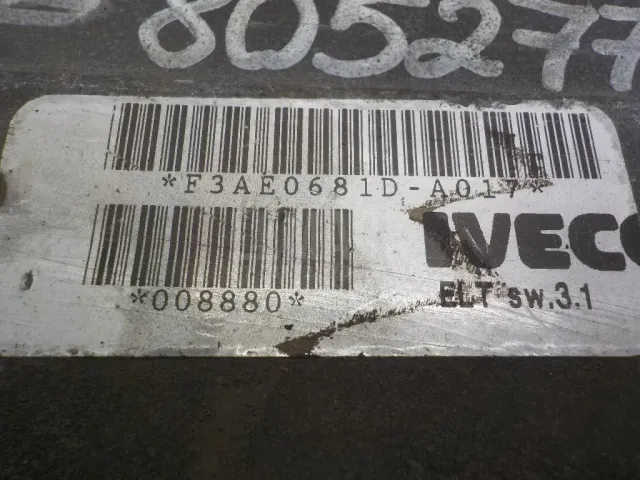 805277
*F3AE0681D-A017*
IVECO
*008880*
ELT sw.3.1